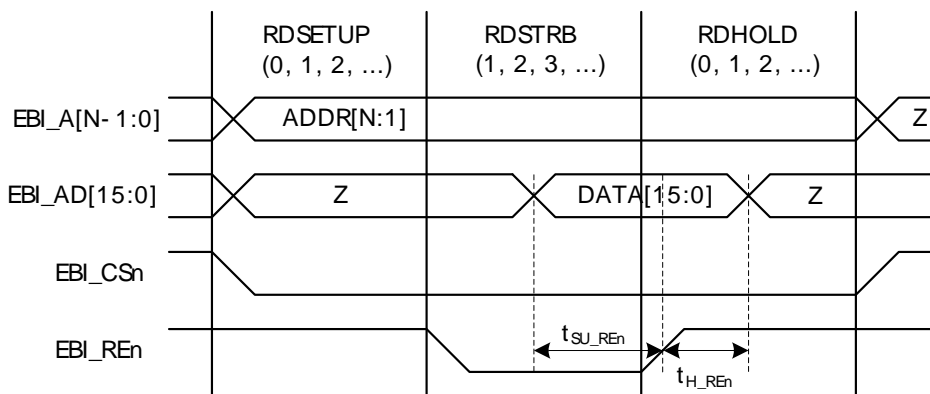 RDSETUP RDSTRB RDHOLD
(0, 1, 2, ...) (1, 2, 3, ...) (0, 1, 2, ...)
EBI_A[N-1:0] ADDR[N:1] Z
EBI_AD[15:0] Z DATA[15:0] Z
EBI_CSn
EBI_REn tSU_REn
tH_REn